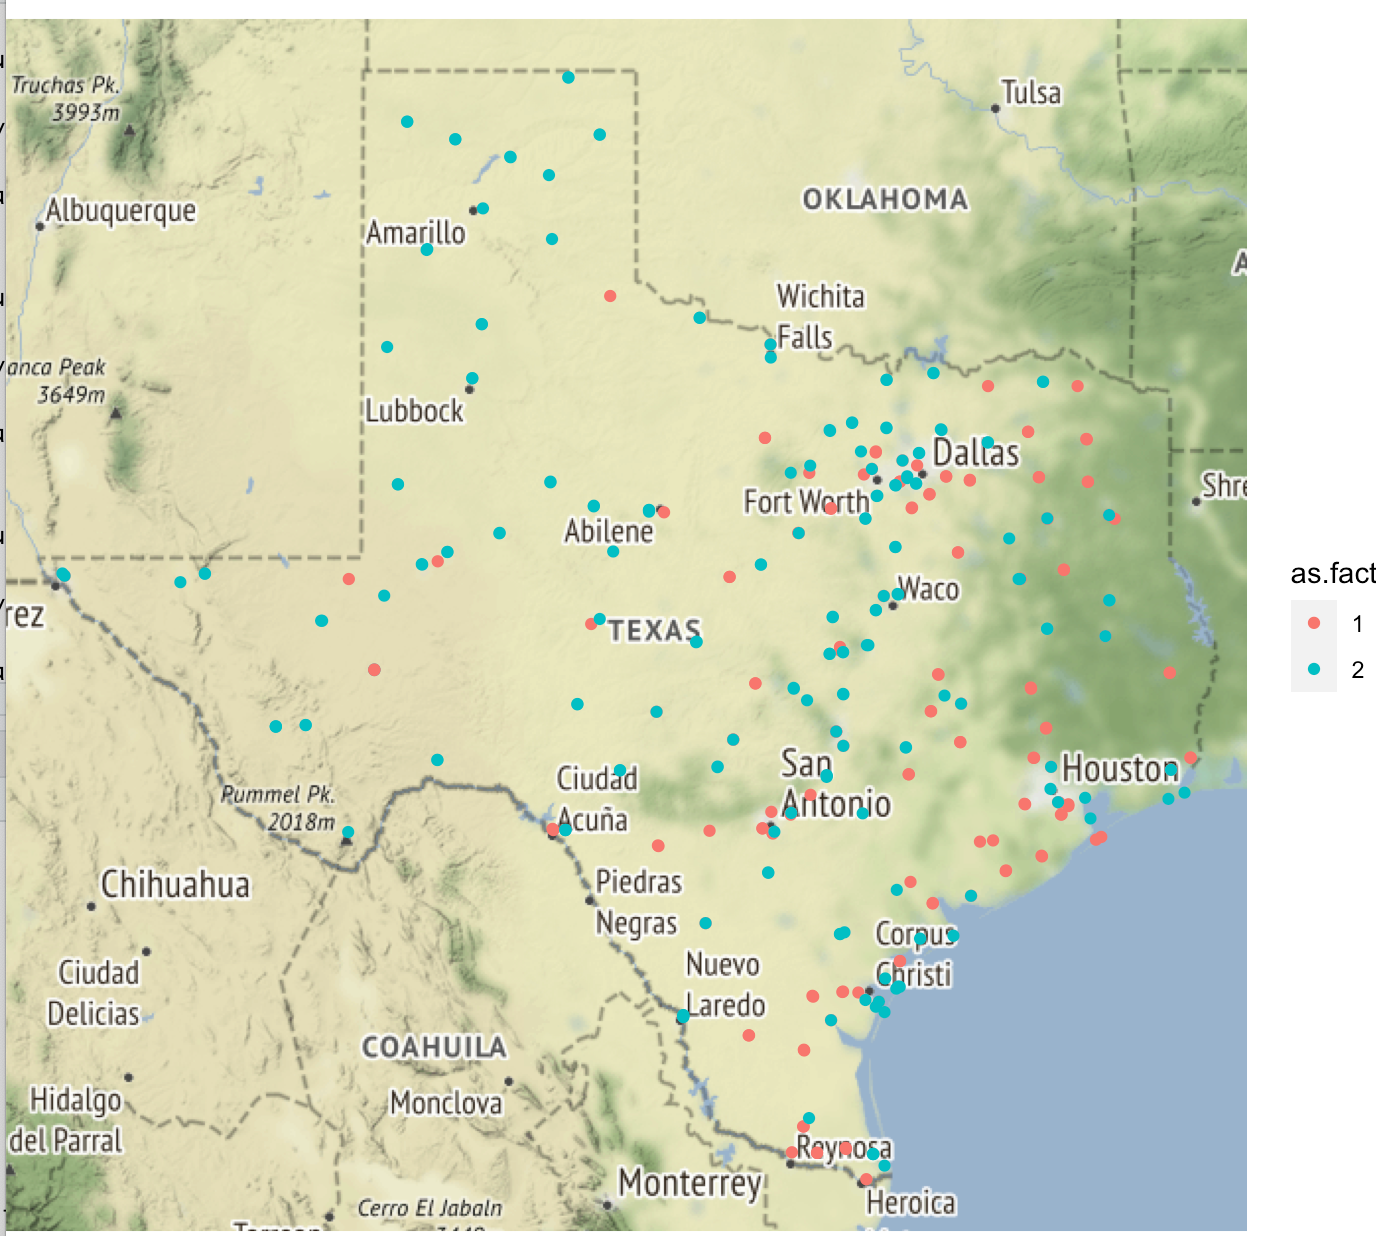 Truchas Pk.
3993m
Tulsa
Albuquerque
OKLAHOMA
Amarillo
Wichita
Falls
anca Peak
3649m
Lubbock
Dallas
Shre
Fort Worth
Abilene
as.fact
1
2
Waco
rez
TEXAS
San
Antonio
Houston
Ciudad
Acuña
Pummel Pk.
2018m
Chihuahua
Piedras
Negras
Corpus
Christi
Ciudad
Delicias
Nuevo
Laredo
COAHUILA
Hidalgo
del Parral
Monclova
Reynosa
Monterrey
Heroica
Cerro El Jabaln